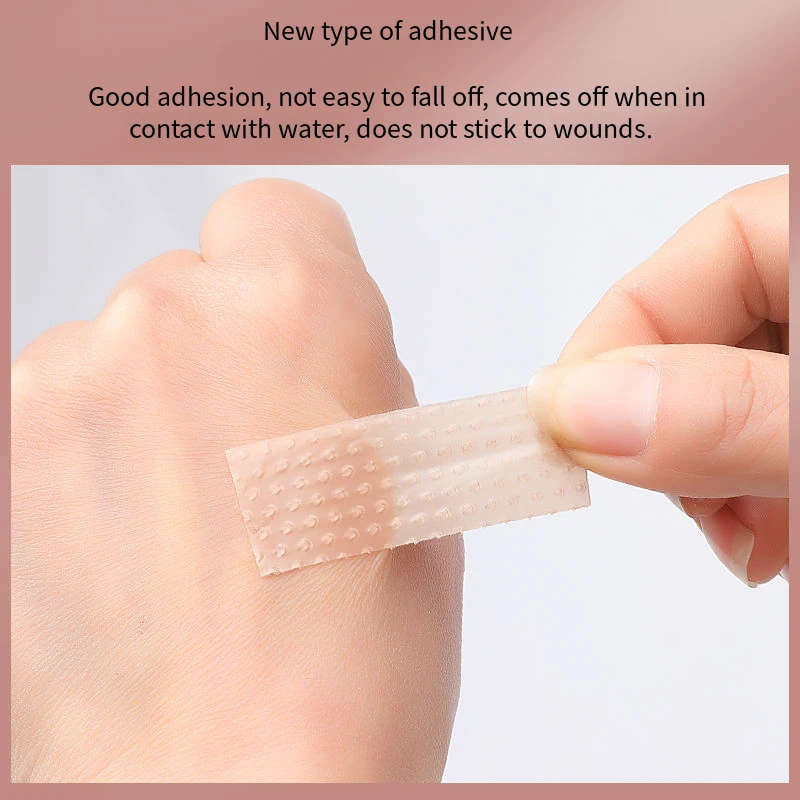 New type of adhesive
Good adhesion, not easy to fall off, comes off when in
contact with water, does not stick to wounds.